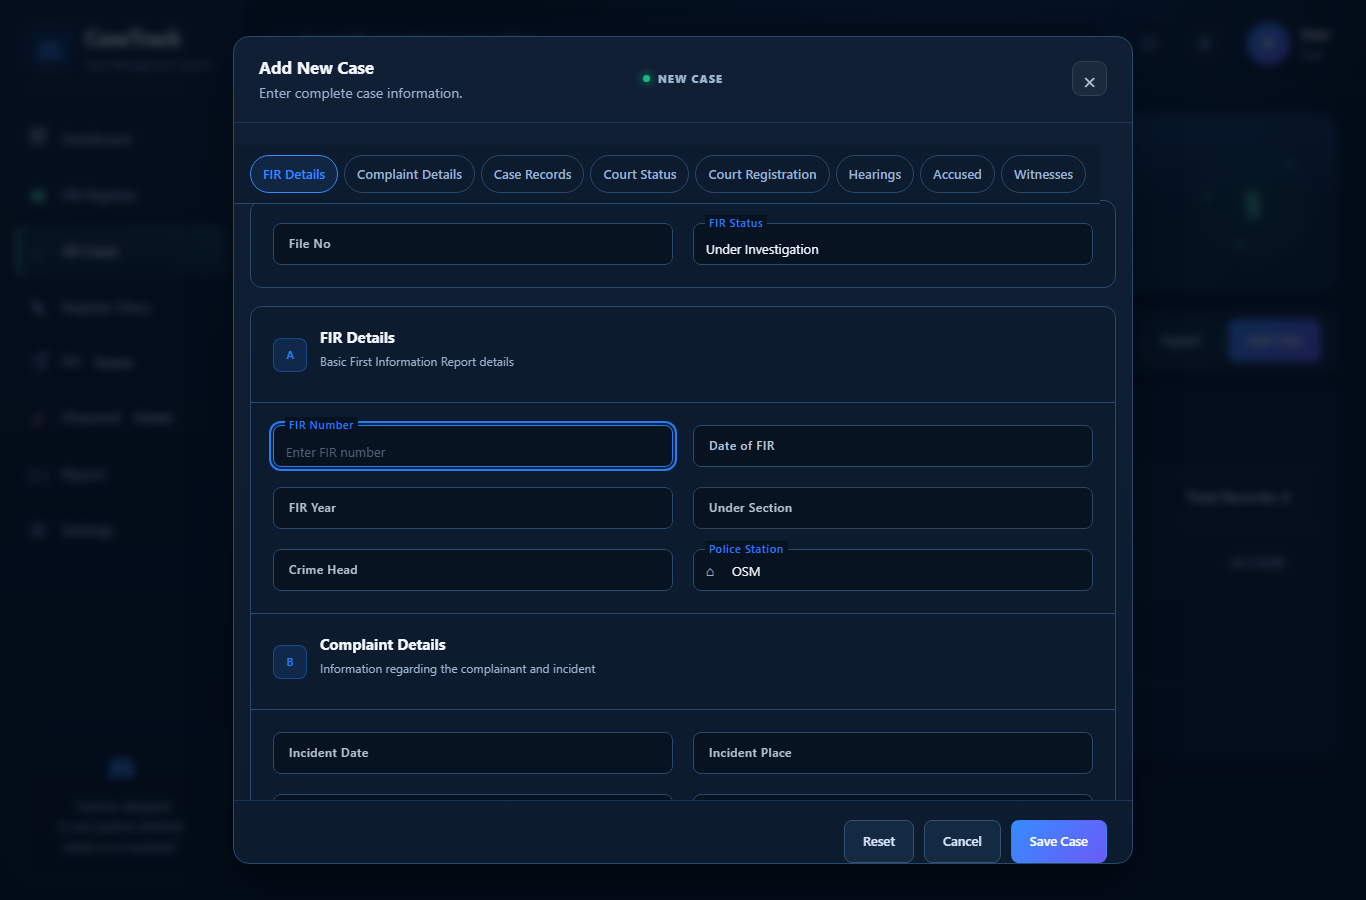 Add New Case
Enter complete case information.
NEW CASE
FIR Details
Complaint Details
Case Records
Court Status
Court Registration
Hearings
Accused
Witnesses
File No
FIR Status
Under Investigation
A
FIR Details
Basic First Information Report details
FIR Number
Enter FIR number
Date of FIR
FIR Year
Under Section
Crime Head
Police Station
OSM
B
Complaint Details
Information regarding the complainant and incident
Incident Date
Incident Place
Reset
Cancel
Save Case